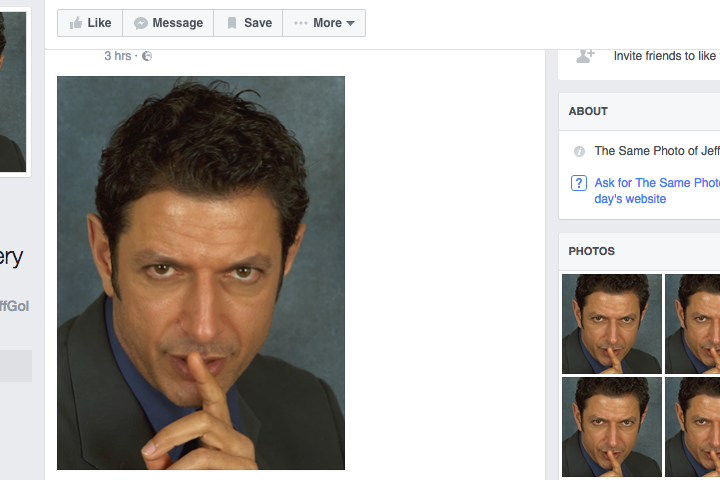 Like Message Save More
3 hrs ·
Invite friends to like
ABOUT
The Same Photo of Jeff
Ask for The Same Photo
day's website
PHOTOS
ery
ffGol